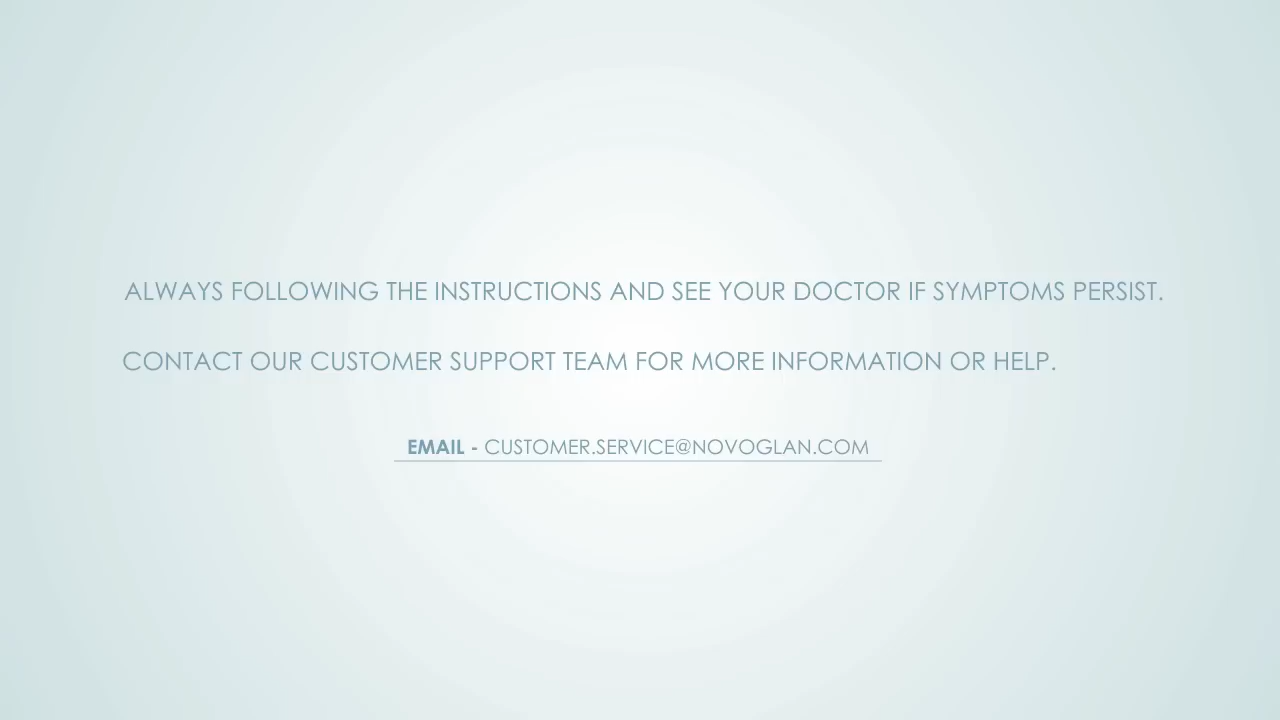 ALWAYS FOLLOWING THE INSTRUCTIONS AND SEE YOUR DOCTOR IF SYMPTOMS PERSIST.
CONTACT OUR CUSTOMER SUPPORT TEAM FOR MORE INFORMATION OR HELP.
EMAIL - CUSTOMER.SERVICE@NOVOGLAN.COM